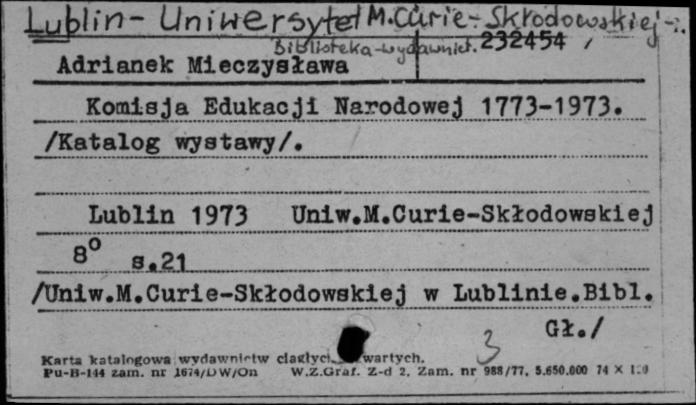 Lublin- Uniwersytet M.Curie-Skłodowskiej-
Biblioteka-wydawnict. 232454
Adrianek Mieczysława
Komisja Edukacji Narodowej 1773-1973.
/Katalog wystawy/.
Lublin 1973 Uniw.M.Curie-Skłodowskiej
8° s.21
/Uniw.M.Curie-Skłodowskiej w Lublinie.Bibl.
Gł./
3
Karta katalogowa wydawnictw
Pu-B-144 zam. nr 1674/DW/On W.Z.Graf. Z-d 2, Zam. nr 988/77, 5.650.000 74 X